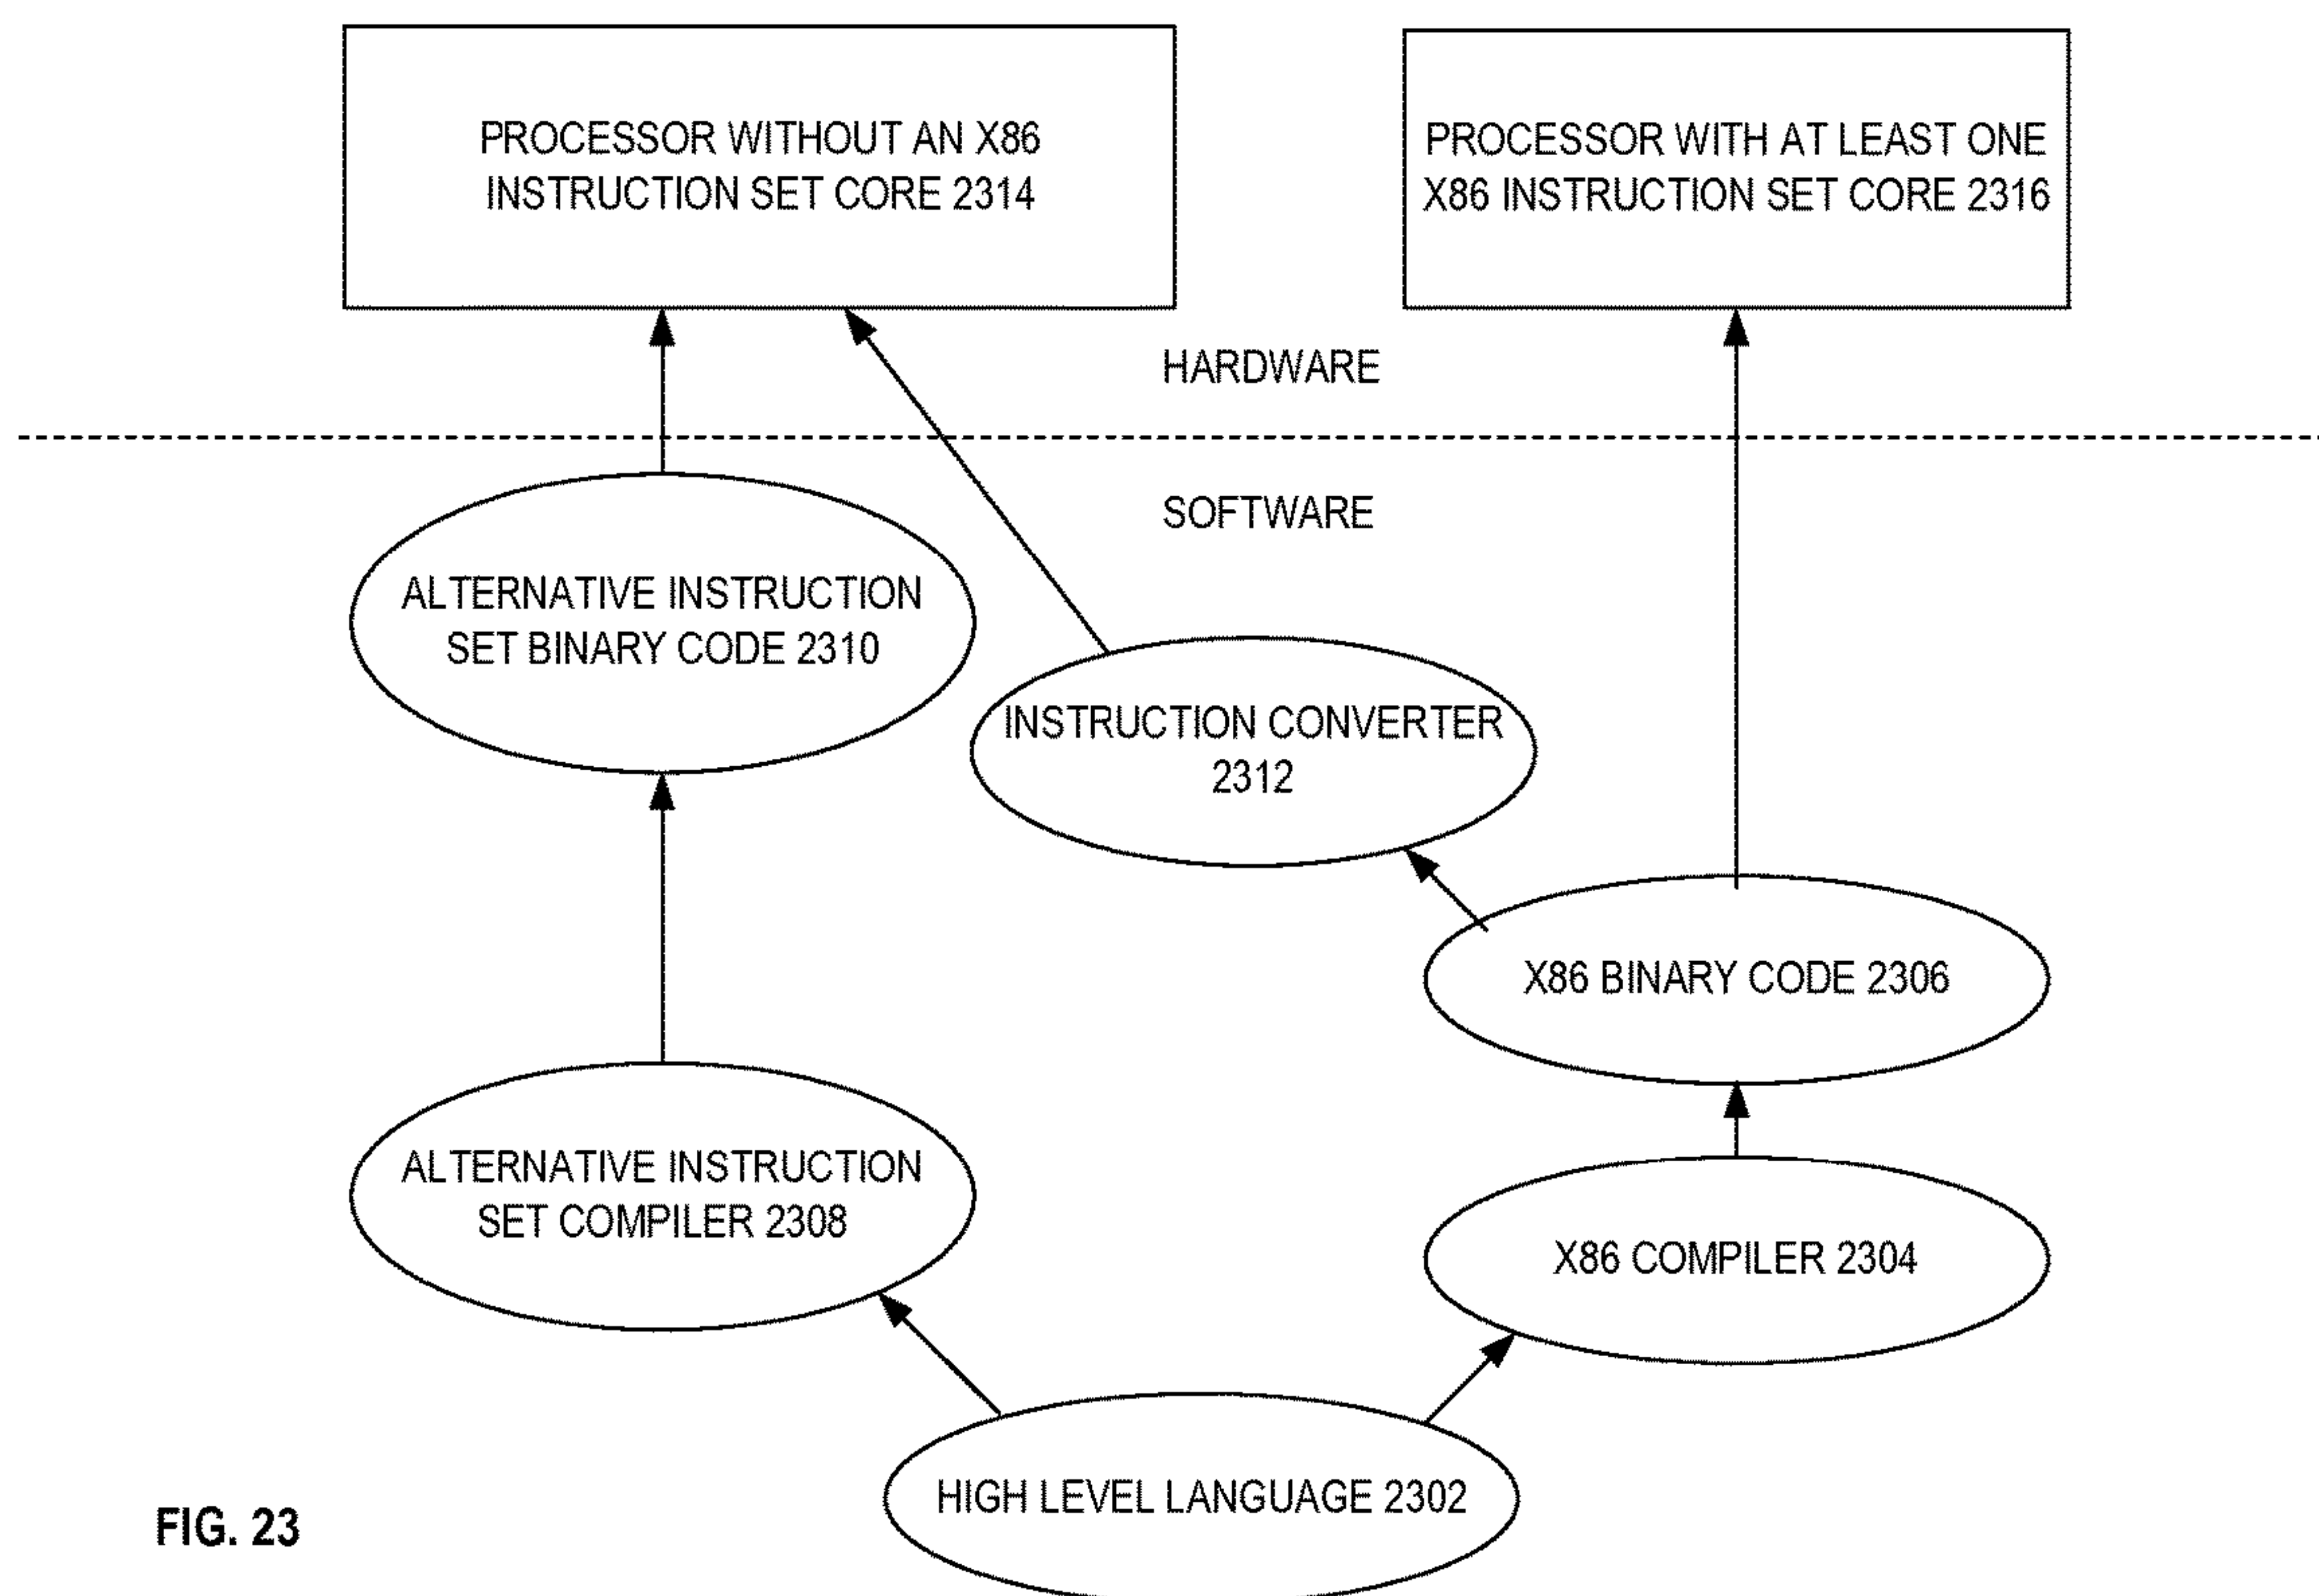 PROCESSOR WITHOUT AN X86
INSTRUCTION SET CORE 2314
PROCESSOR WITH AT LEAST ONE
X86 INSTRUCTION SET CORE 2316
HARDWARE
SOFTWARE
ALTERNATIVE INSTRUCTION
SET BINARY CODE 2310
INSTRUCTION CONVERTER
2312
X86 BINARY CODE 2306
ALTERNATIVE INSTRUCTION
SET COMPILER 2308
X86 COMPILER 2304
HIGH LEVEL LANGUAGE 2302
FIG. 23